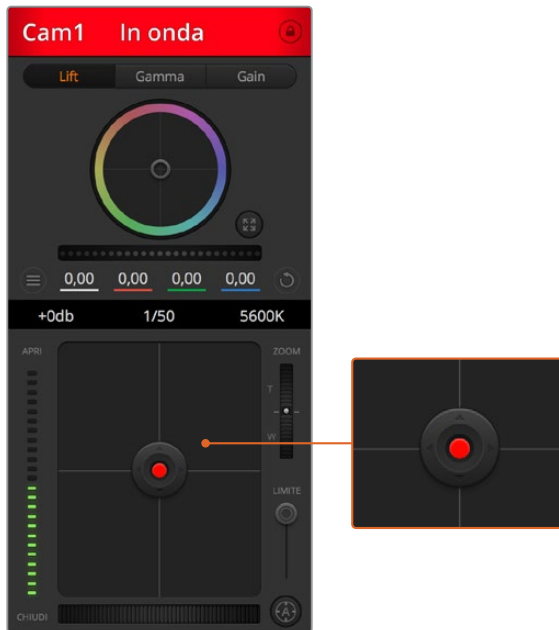 Cam1 In onda
Lift Gamma Gain
0,00 0,00 0,00 0,00
+0db 1/50 5600K
APRI ZOOM
T
W
LIMITE
A
CHIUDI